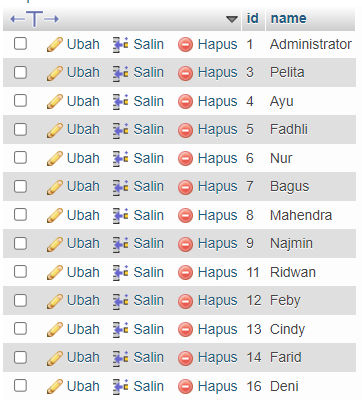 id name
Ubah Salin Hapus 1 Administrator
Ubah Salin Hapus 3 Pelita
Ubah Salin Hapus 4 Ayu
Ubah Salin Hapus 5 Fadhli
Ubah Salin Hapus 6 Nur
Ubah Salin Hapus 7 Bagus
Ubah Salin Hapus 8 Mahendra
Ubah Salin Hapus 9 Najmin
Ubah Salin Hapus 11 Ridwan
Ubah Salin Hapus 12 Feby
Ubah Salin Hapus 13 Cindy
Ubah Salin Hapus 14 Farid
Ubah Salin Hapus 16 Deni